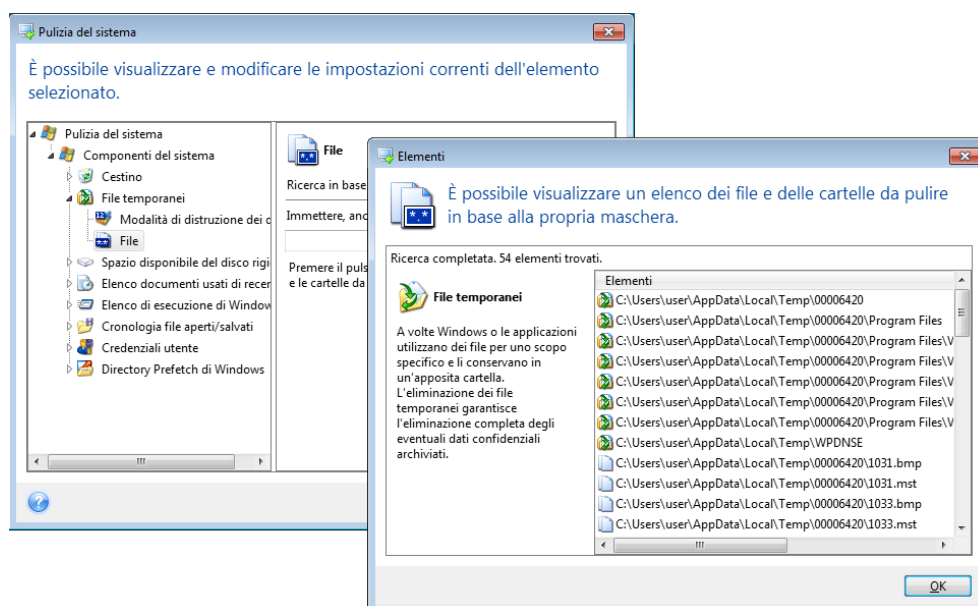 Pulizia del sistema
È possibile visualizzare e modificare le impostazioni correnti dell'elemento
selezionato.
Pulizia del sistema
Componenti del sistema
Cestino
File temporanei
Modalità di distruzione dei
File
Spazio disponibile del disco
Elenco documenti usati di
Elenco di esecuzione di
Cronologia file aperti/salvati
Credenziali utente
Directory Prefetch di Windows
File
Ricerca in base
Immettere,
Premere il
e le cartelle da
Elementi
È possibile visualizzare un elenco dei file e delle cartelle da pulire
in base alla propria maschera.
Ricerca completata. 54 elementi trovati.
File temporanei
A volte Windows o le applicazioni
utilizzano dei file per uno scopo
specifico e li conservano in
un'apposita cartella.
L'eliminazione dei file
temporanei garantisce
l'eliminazione completa degli
eventuali dati confidenziali
archiviati.
Elementi
C:\Users\user\AppData\Local\Temp\00006420
C:\Users\user\AppData\Local\Temp\00006420\Program Files
C:\Users\user\AppData\Local\Temp\00006420\Program Files\V
C:\Users\user\AppData\Local\Temp\00006420\Program Files\V
C:\Users\user\AppData\Local\Temp\00006420\Program Files\V
C:\Users\user\AppData\Local\Temp\00006420\Program Files\V
C:\Users\user\AppData\Local\Temp\00006420\Program Files\V
C:\Users\user\AppData\Local\Temp\WPDNSE
C:\Users\user\AppData\Local\Temp\00006420\1031.bmp
C:\Users\user\AppData\Local\Temp\00006420\1031.mst
C:\Users\user\AppData\Local\Temp\00006420\1033.bmp
C:\Users\user\AppData\Local\Temp\00006420\1033.mst
OK